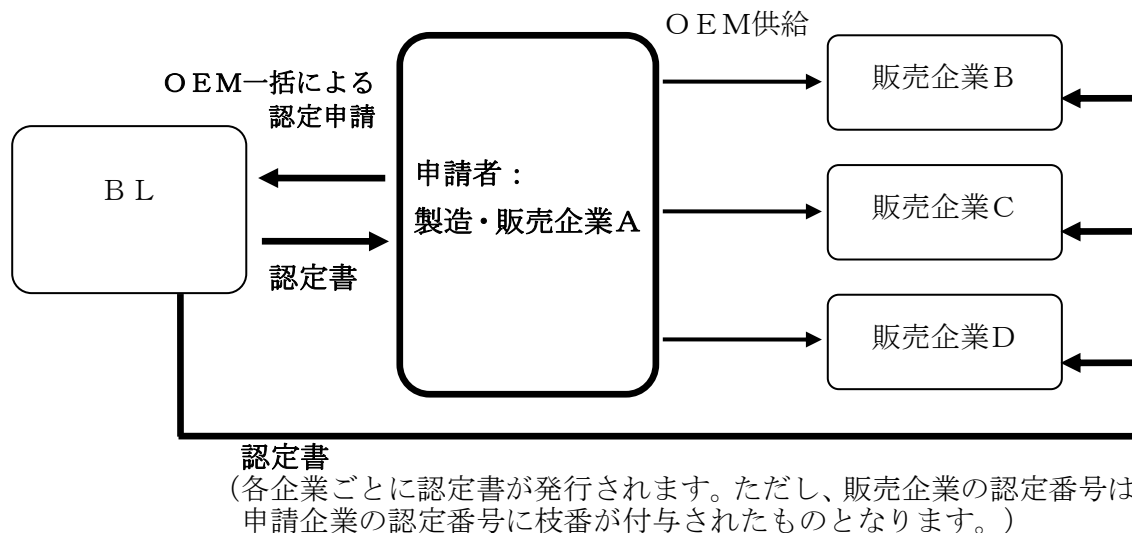 ＯＥＭ供給
ＯＥＭ一括による
認定申請
ＢＬ
申請者：
製造・販売企業Ａ
認定書
販売企業Ｂ
販売企業Ｃ
販売企業Ｄ
認定書
（各企業ごとに認定書が発行されます。ただし、販売企業の認定番号は
申請企業の認定番号に枝番が付与されたものとなります。）